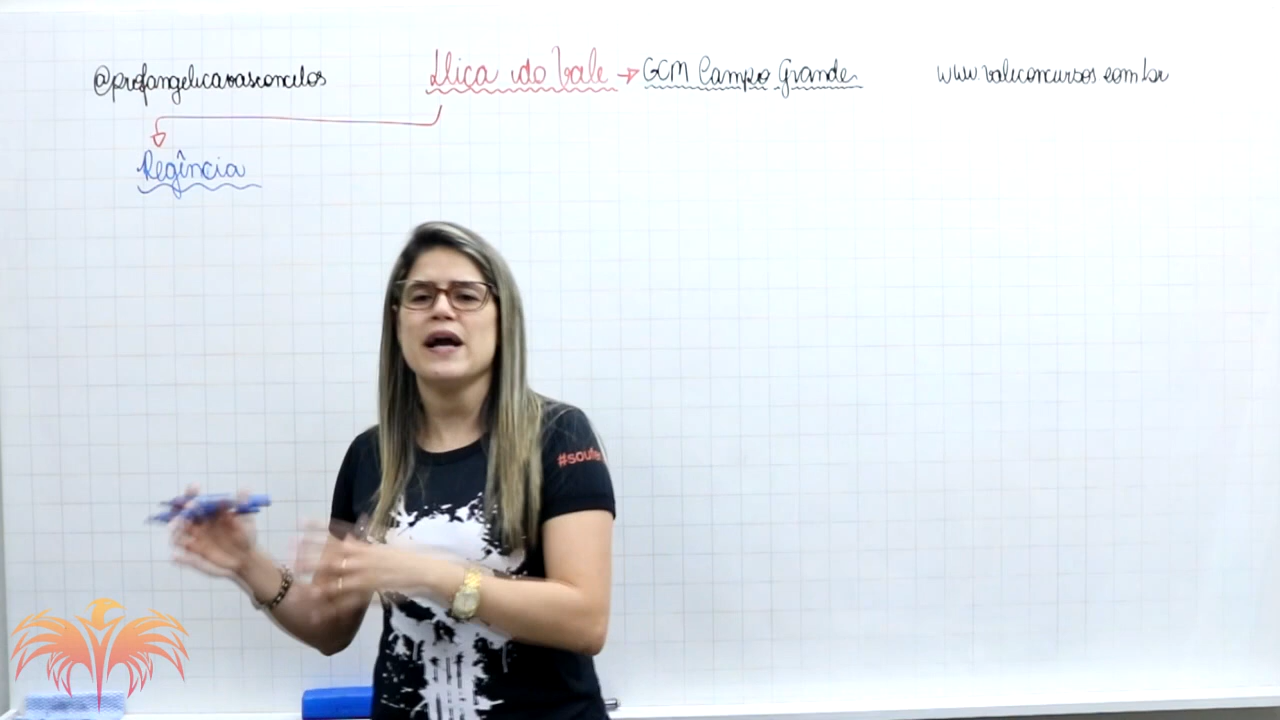 @profangelicavasconcelos
Dica do Vale → GCM Campo Grande
www.valeconcursos.com.br
Regência
#soufe